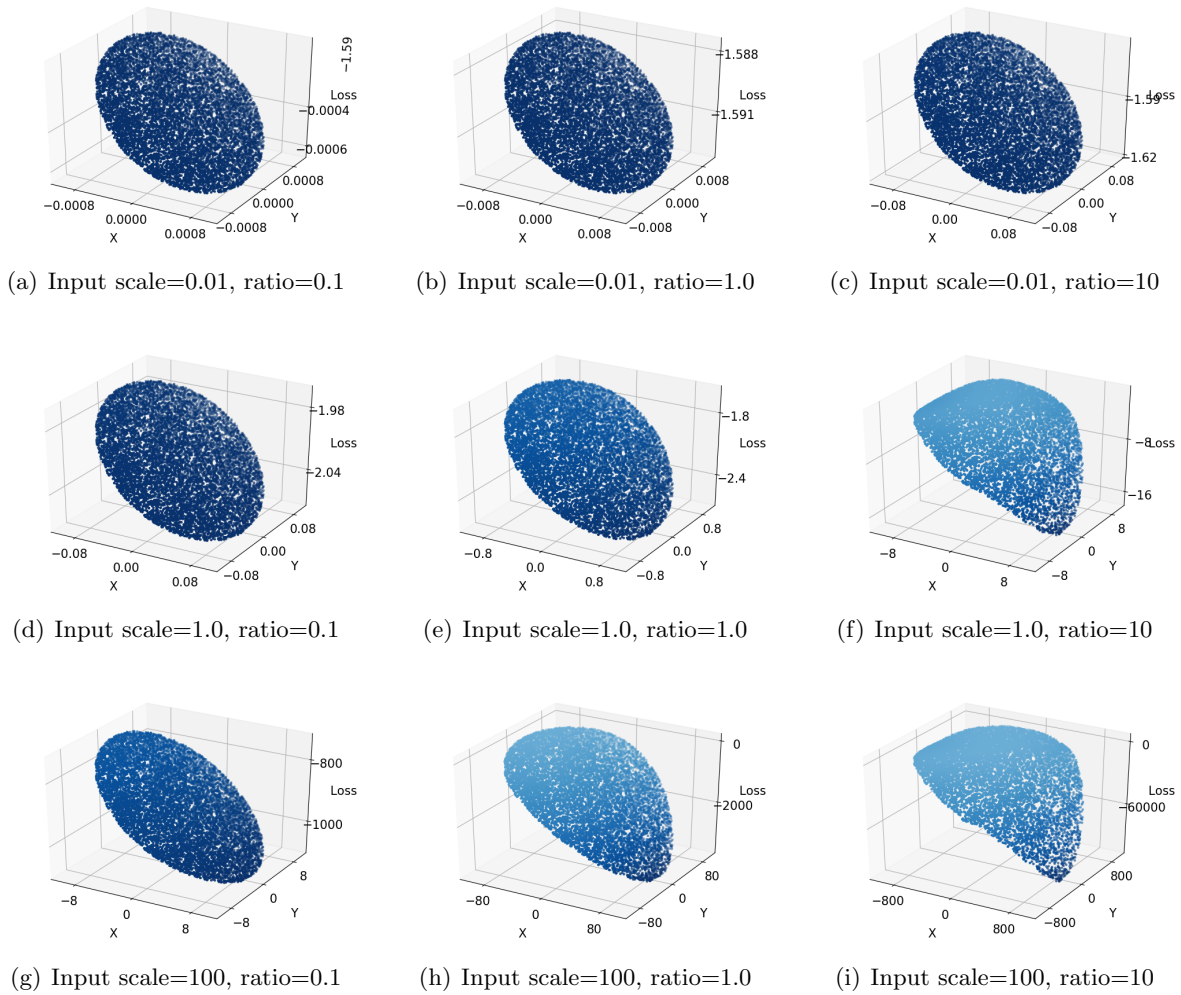 −1.59
Loss
−0.0004
−0.0006
0.0008
0.0000
−0.0008
Y
−0.0008
0.0000
0.0008
X
−1.588
Loss
−1.591
0.008
0.000
−0.008
Y
−0.008
0.000
0.008
X
−1.59
Loss
−1.62
0.08
0.00
−0.08
Y
−0.08
0.00
0.08
X
(a) Input scale=0.01, ratio=0.1
(b) Input scale=0.01, ratio=1.0
(c) Input scale=0.01, ratio=10
−1.98
Loss
−2.04
0.08
0.00
−0.08
Y
−0.08
0.00
0.08
X
−1.8
Loss
−2.4
0.8
0.0
−0.8
Y
−0.8
0.0
0.8
X
−8
Loss
−16
8
0
−8
Y
−8
0
8
X
(d) Input scale=1.0, ratio=0.1
(e) Input scale=1.0, ratio=1.0
(f) Input scale=1.0, ratio=10
−800
Loss
−1000
8
0
−8
Y
−8
0
8
X
0
Loss
−2000
80
0
−80
Y
−80
0
80
X
0
Loss
−60000
800
0
−800
Y
−800
0
800
X
(g) Input scale=100, ratio=0.1
(h) Input scale=100, ratio=1.0
(i) Input scale=100, ratio=10